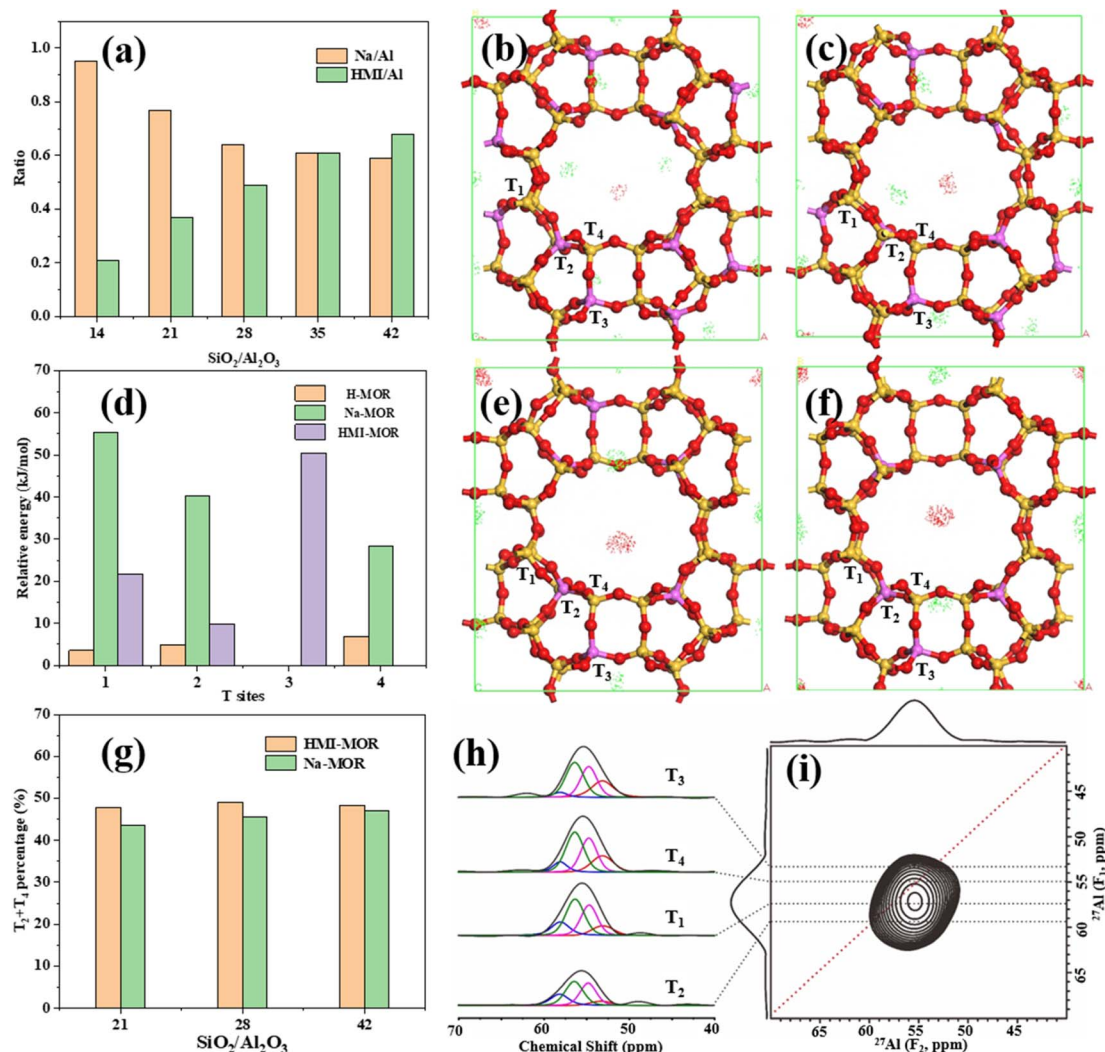 (a)
Na/Al
HMI/Al
1.0
0.8
0.6
0.4
0.2
0.0
Ratio
14 21 28 35 42
SiO₂/Al₂O₃
(b)
T₁
T₄
T₂
T₃
A
(c)
T₁
T₄
T₂
T₃
A
(d)
H-MOR
Na-MOR
HMI-MOR
70
60
50
40
30
20
10
0
Relative energy (kJ/mol)
1 2 3 4
T sites
(e)
T₁
T₄
T₂
T₃
A
(f)
T₁
T₄
T₂
T₃
A
(g)
HMI-MOR
Na-MOR
70
60
50
40
30
20
10
0
T₂+T₄ percentage (%)
21 28 42
SiO₂/Al₂O₃
(h)
T₃
T₄
T₁
T₂
70 60 50 40
Chemical Shift (ppm)
(i)
45
50
55
60
65
²⁷Al (F₁, ppm)
65 60 55 50 45
²⁷Al (F₂, ppm)